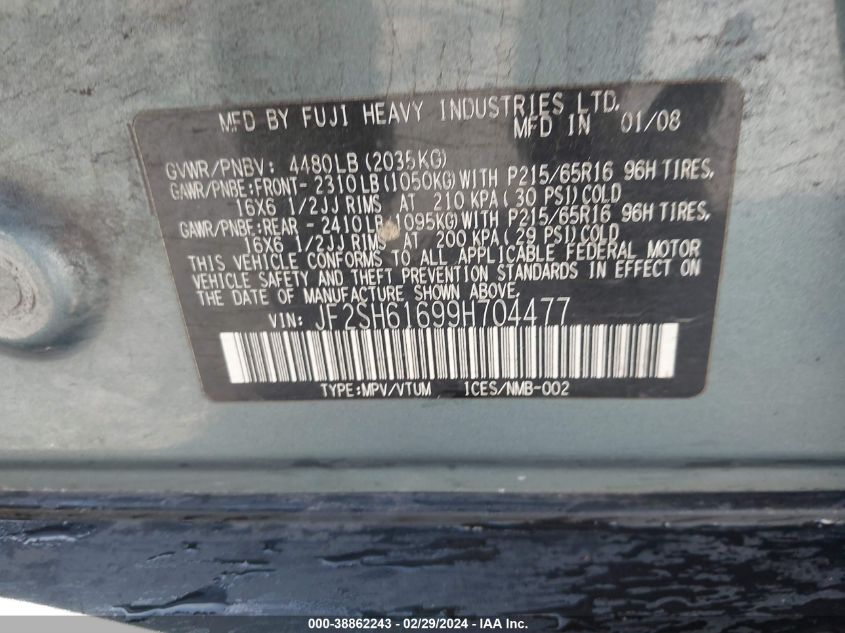 MFD BY FUJI HEAVY INDUSTRIES LTD.
MFD IN 01/08
GVWR/PNBV: 4480LB(2035KG)
GAWR/PNBE:FRONT- 2310LB(1050KG)WITH P215/65R16 96H TIRES,
16X6 1/2JJ RIMS AT 210 KPA( 30 PSI)COLD
GAWR/PNBE:REAR - 2410LB(1095KG)WITH P215/65R16 96H TIRES,
16X6 1/2JJ RIMS AT 200 KPA( 29 PSI)COLD
THIS VEHICLE CONFORMS TO ALL APPLICABLE FEDERAL MOTOR
VEHICLE SAFETY AND THEFT PREVENTION STANDARDS IN EFFECT ON
THE DATE OF MANUFACTURE SHOWN ABOVE.
VIN: JF2SH61699H704477
TYPE:MPV/VTUM 1CES/NMB-002
000-38862243 - 02/29/2024 - IAA, Inc.